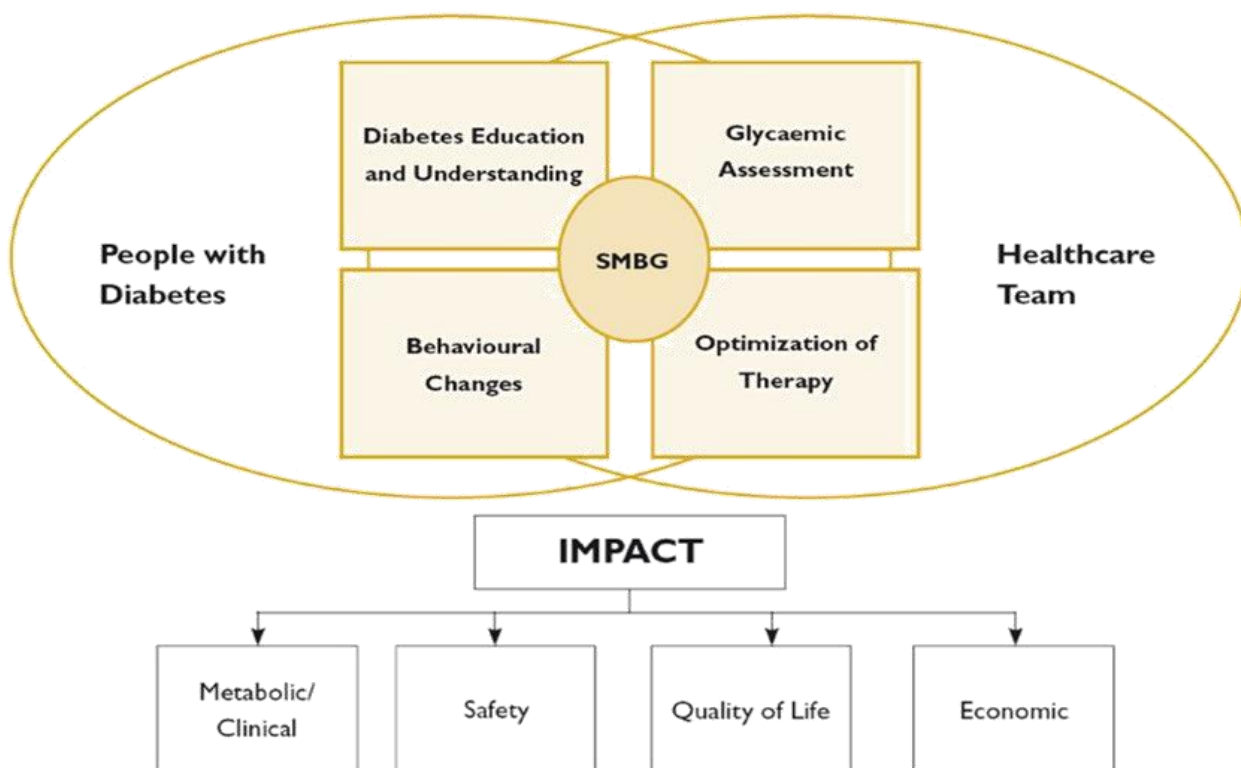 Diabetes Education
and Understanding
Glycaemic
Assessment
People with
Diabetes
SMBG
Healthcare
Team
Behavioural
Changes
Optimization of
Therapy
IMPACT
Metabolic/
Clinical
Safety
Quality of Life
Economic